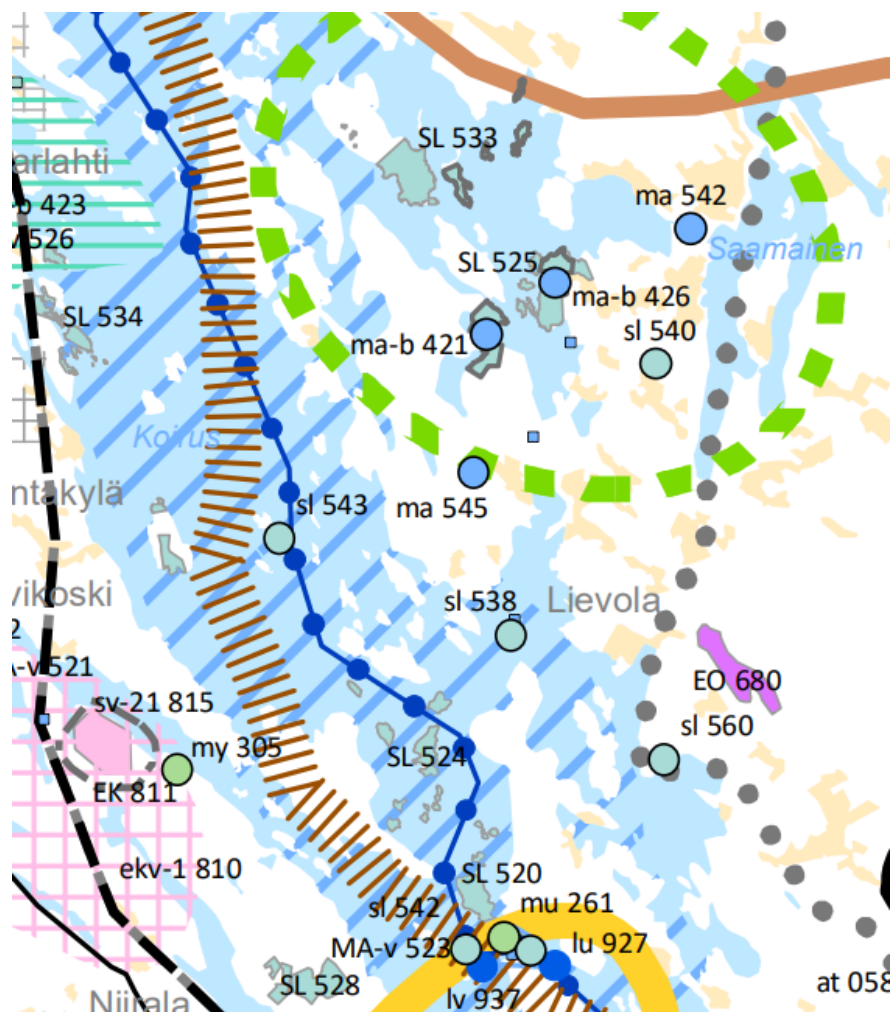 SL 533
arlahti
ma 542
b 423
526
Saamainen
SL 525
ma-b 426
SL 534
ma-b 421
sl 540
Koirus
ntakylä
sl 543
ma 545
vikoski
sl 538
Lievola
2
A-v 521
EO 680
sv-21 815
sl 560
my 305
SL 524
EK 811
ekv-1 810
SL 520
sl 542
mu 261
MA-v 523
lu 927
SL 528
lv 937
at 058
Niirala